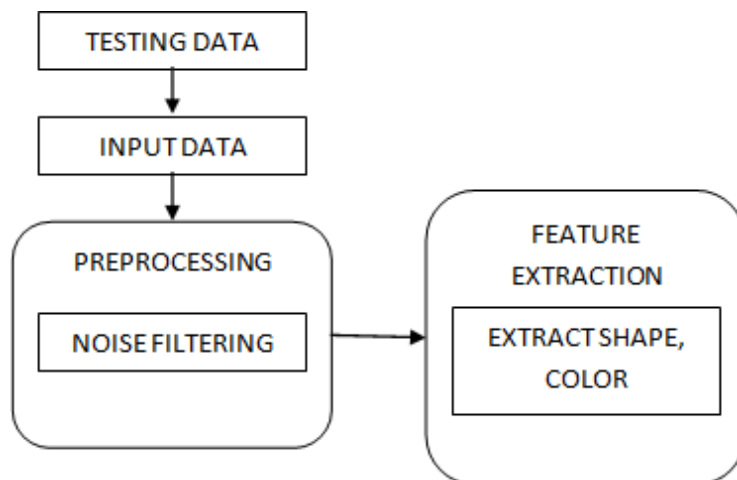 TESTING DATA
INPUT DATA
PREPROCESSING
NOISE FILTERING
FEATURE
EXTRACTION
EXTRACT SHAPE,
COLOR